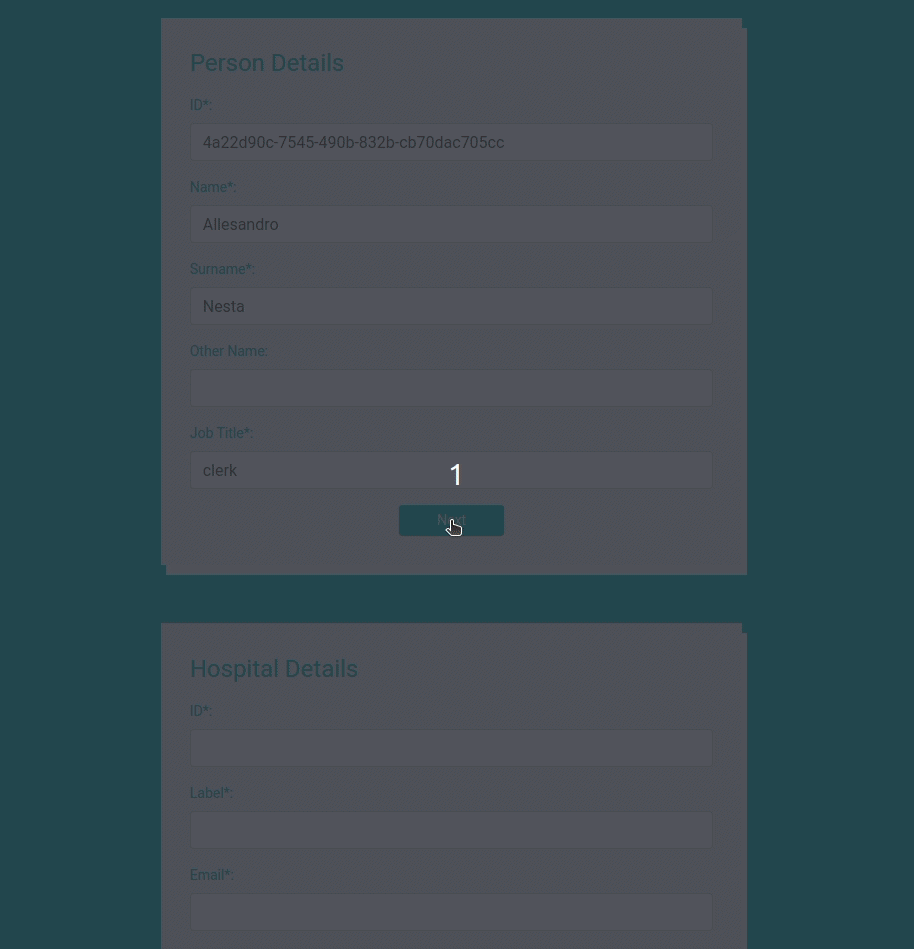 Person Details
ID*:
4a22d90c-7545-490b-832b-cb70dac705cc
Name*:
Allesandro
Surname*:
Nesta
Other Name:
Job Title*:
clerk
1
Next
Hospital Details
ID*:
Label*:
Email*: